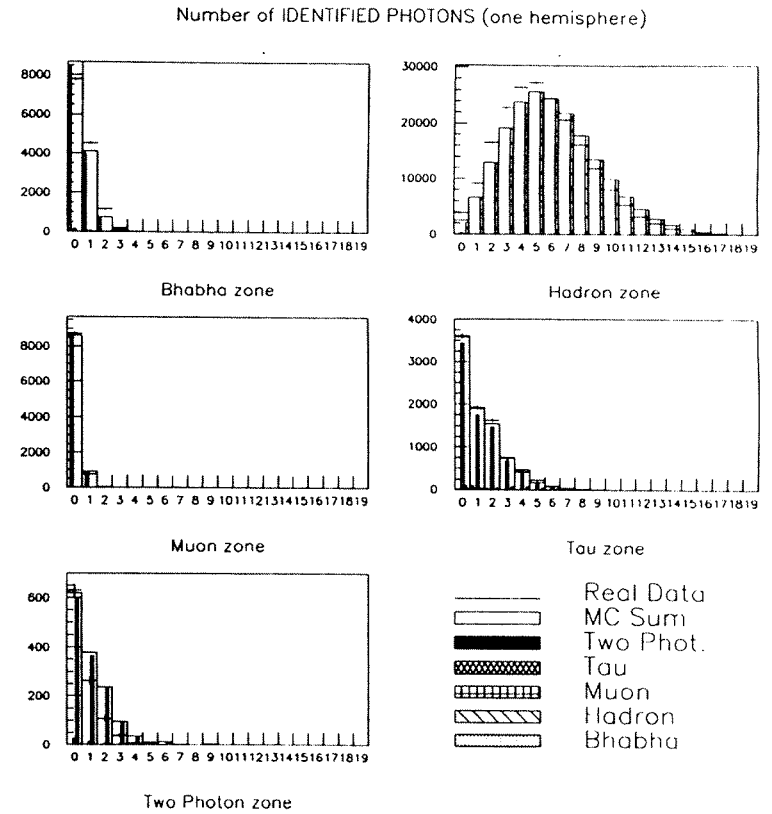 Number of IDENTIFIED PHOTONS (one hemisphere)
8000
6000
4000
2000
0
0 1 2 3 4 5 6 7 8 9 10 11 12 13 14 15 16 17 18 19
Bhabha zone
30000
20000
10000
0
0 1 2 3 4 5 6 7 8 9 10 11 12 13 14 15 16 17 18 19
Hadron zone
8000
6000
4000
2000
0
0 1 2 3 4 5 6 7 8 9 10 11 12 13 14 15 16 17 18 19
Muon zone
4000
3000
2000
1000
0
0 1 2 3 4 5 6 7 8 9 10 11 12 13 14 15 16 17 18 19
Tau zone
600
400
200
0
0 1 2 3 4 5 6 7 8 9 10 11 12 13 14 15 16 17 18 19
Two Photon zone
Real Data
MC Sum
Two Phot.
Tau
Muon
Hadron
Bhabha